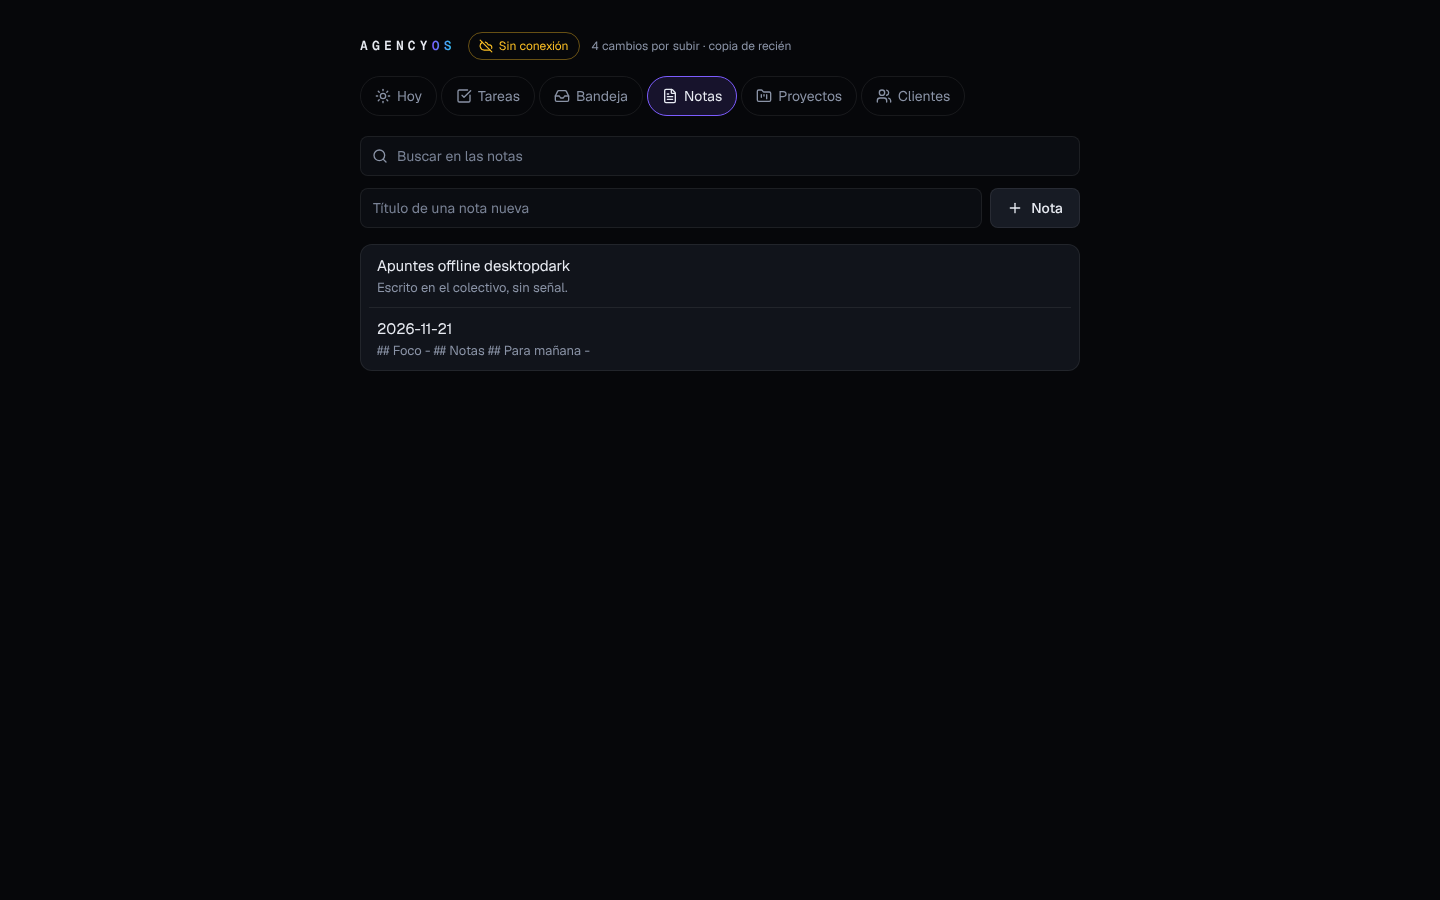 AGENCYOS Sin conexión 4 cambios por subir · copia de recién
Hoy Tareas Bandeja Notas Proyectos Clientes
Buscar en las notas
Título de una nota nueva + Nota
Apuntes offline desktopdark
Escrito en el colectivo, sin señal.
2026-11-21
## Foco - ## Notas ## Para mañana -